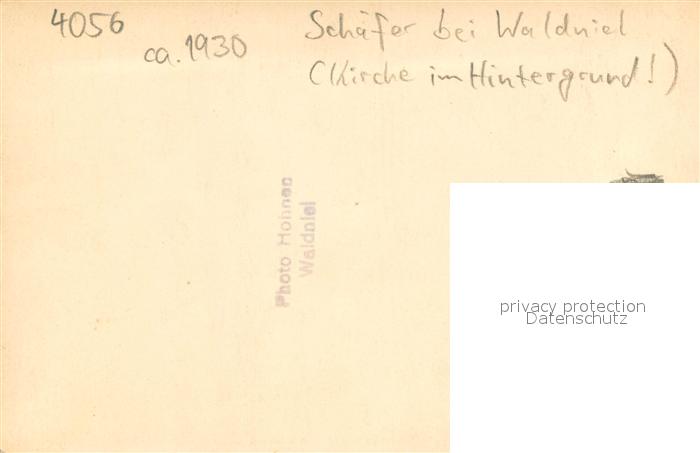 4056
ca. 1930
Schäfer bei Waldniel
(Kirche im Hintergrund!)
Photo Hohnen
Waldniel
privacy protection
Datenschutz